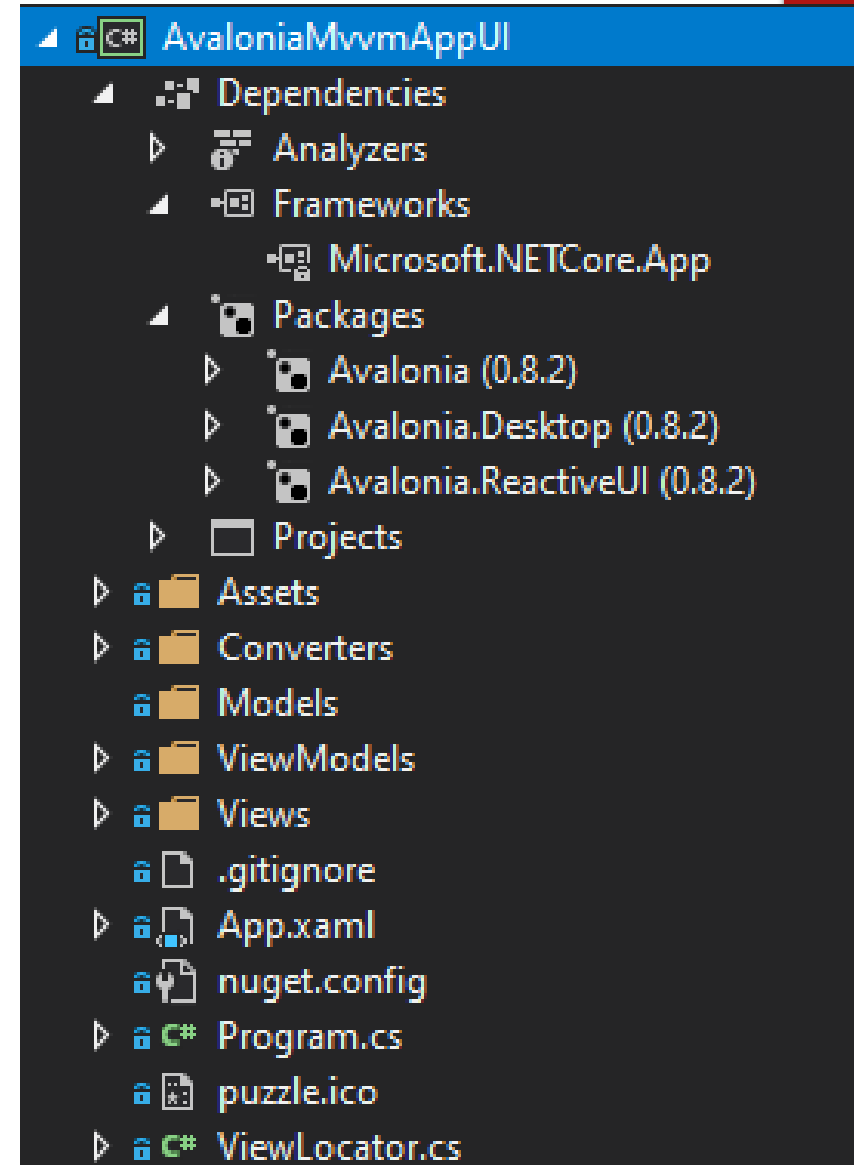 C# AvaloniaMvvmAppUI
Dependencies
Analyzers
Frameworks
Microsoft.NETCore.App
Packages
Avalonia (0.8.2)
Avalonia.Desktop (0.8.2)
Avalonia.ReactiveUI (0.8.2)
Projects
Assets
Converters
Models
ViewModels
Views
.gitignore
App.xaml
nuget.config
C# Program.cs
puzzle.ico
C# ViewLocator.cs